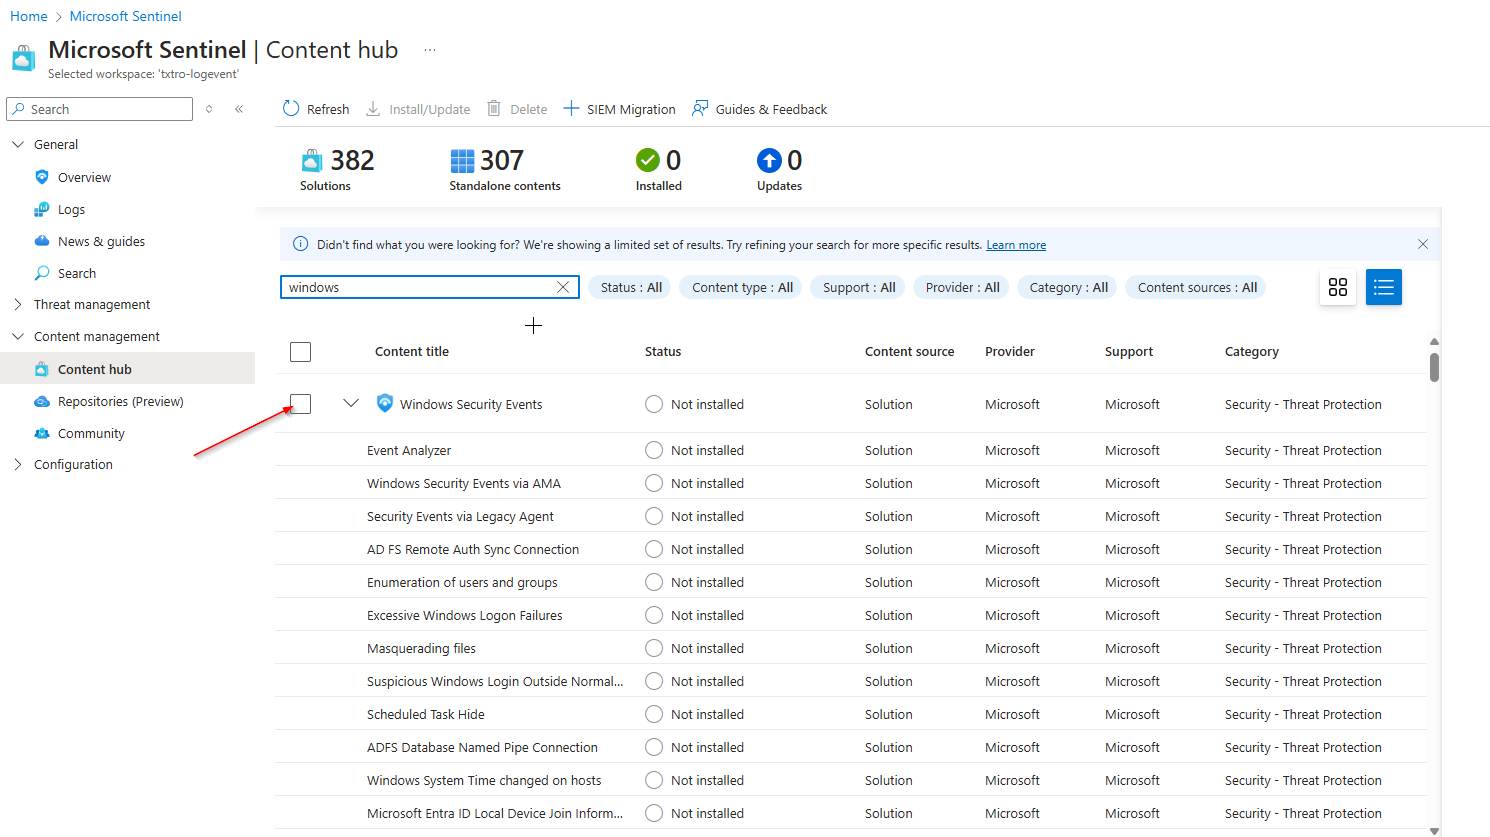 Home > Microsoft Sentinel
Microsoft Sentinel | Content hub ...
Selected workspace: 'txtro-logevent'
Search
General
Overview
Logs
News & guides
Search
Threat management
Content management
Content hub
Repositories (Preview)
Community
Configuration
Refresh Install/Update Delete SIEM Migration Guides & Feedback
382 307 0 0
Solutions Standalone contents Installed Updates
Didn't find what you were looking for? We're showing a limited set of results. Try refining your search for more specific results. Learn more
windows Status : All Content type : All Support : All Provider : All Category : All Content sources : All
Content title Status Content source Provider Support Category
Windows Security Events Not installed Solution Microsoft Microsoft Security - Threat Protection
Event Analyzer Not installed Solution Microsoft Microsoft Security - Threat Protection
Windows Security Events via AMA Not installed Solution Microsoft Microsoft Security - Threat Protection
Security Events via Legacy Agent Not installed Solution Microsoft Microsoft Security - Threat Protection
AD FS Remote Auth Sync Connection Not installed Solution Microsoft Microsoft Security - Threat Protection
Enumeration of users and groups Not installed Solution Microsoft Microsoft Security - Threat Protection
Excessive Windows Logon Failures Not installed Solution Microsoft Microsoft Security - Threat Protection
Masquerading files Not installed Solution Microsoft Microsoft Security - Threat Protection
Suspicious Windows Login Outside Normal... Not installed Solution Microsoft Microsoft Security - Threat Protection
Scheduled Task Hide Not installed Solution Microsoft Microsoft Security - Threat Protection
ADFS Database Named Pipe Connection Not installed Solution Microsoft Microsoft Security - Threat Protection
Windows System Time changed on hosts Not installed Solution Microsoft Microsoft Security - Threat Protection
Microsoft Entra ID Local Device Join Inform... Not installed Solution Microsoft Microsoft Security - Threat Protection